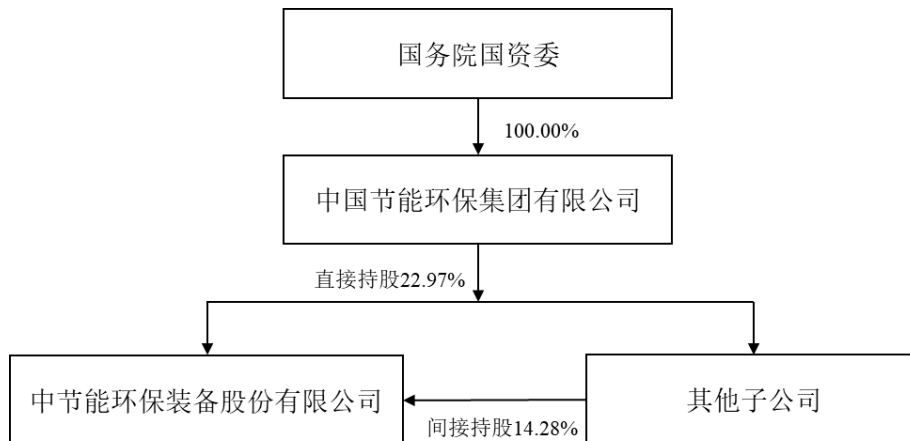 国务院国资委
100.00%
中国节能环保集团有限公司
直接持股22.97%
中节能环保装备股份有限公司
其他子公司
间接持股14.28%